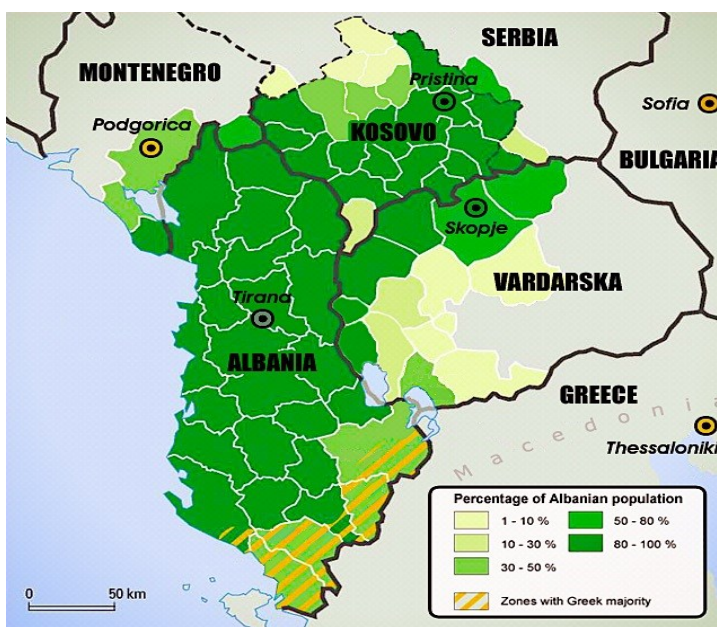 SERBIA
MONTENEGRO
Pristina
Sofia
Podgorica
KOSOVO
BULGARIA
Skopje
VARDARSKA
Tirana
ALBANIA
GREECE
Macedonia
Thessaloniki
Percentage of Albanian population
1 - 10 %
50 - 80 %
10 - 30 %
80 - 100 %
30 - 50 %
Zones with Greek majority
0 50 km